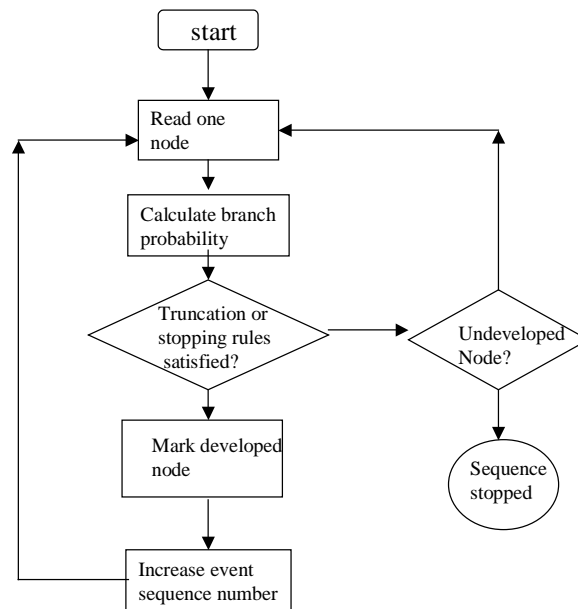 start
Read one
node
Calculate branch
probability
Truncation or
stopping rules
satisfied?
Undeveloped
Node?
Mark developed
node
Sequence
stopped
Increase event
sequence number